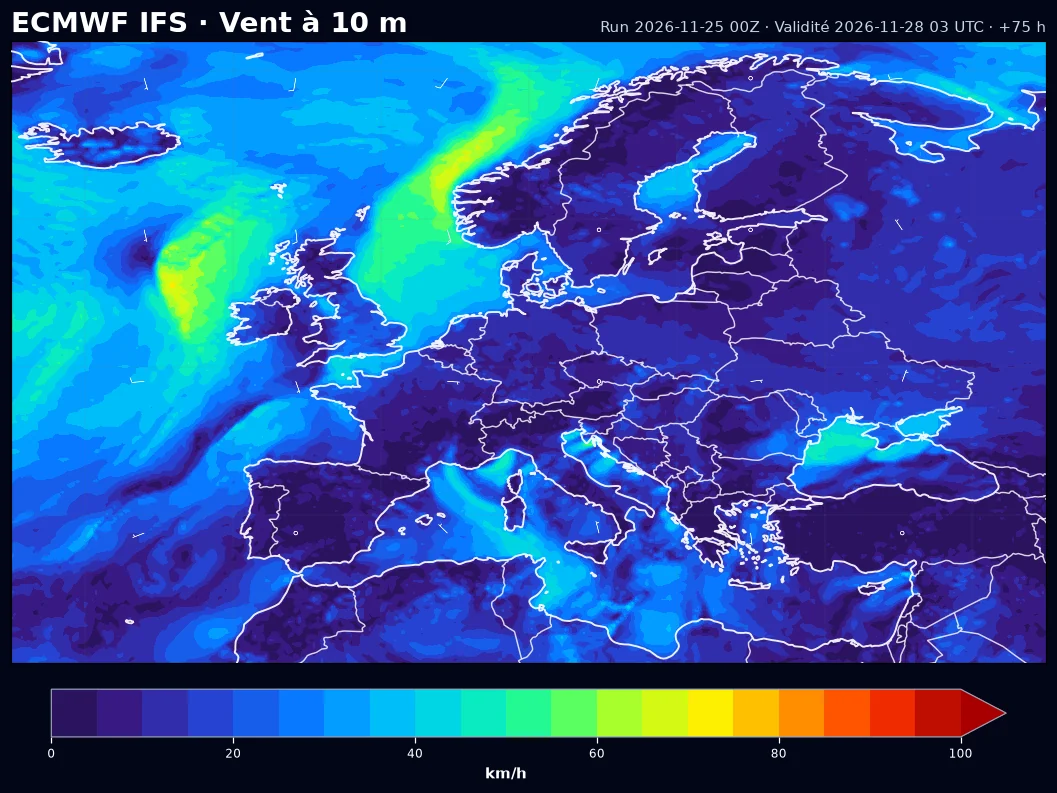 ECMWF IFS · Vent à 10 m
Run 2026-11-25 00Z · Validité 2026-11-28 03 UTC · +75 h
0 20 40 60 80 100
km/h